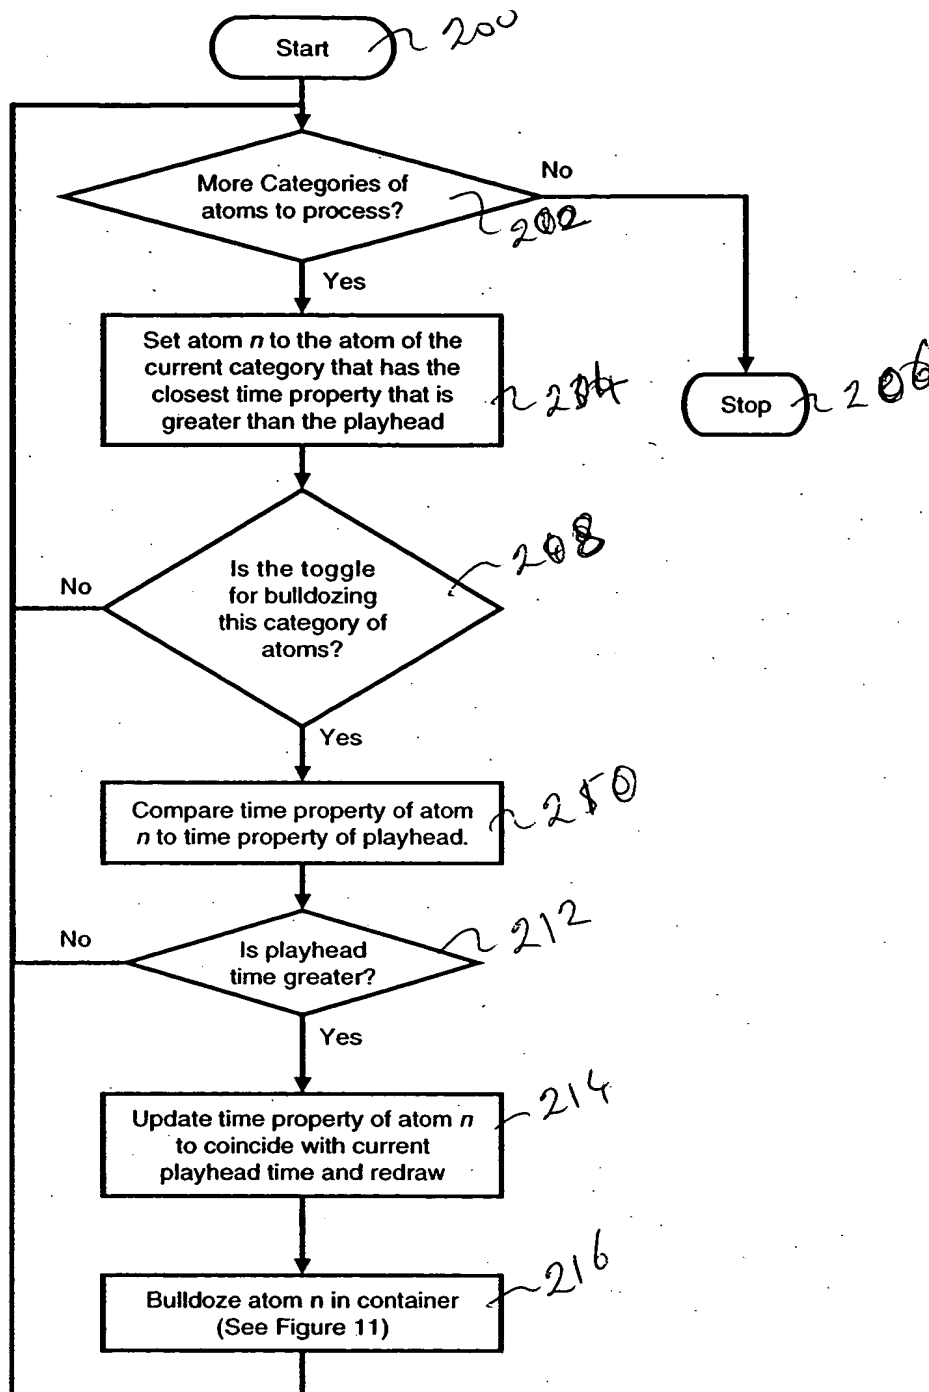 Start
200
More Categories of
atoms to process?
No
202
Yes
Set atom n to the atom of the
current category that has the
closest time property that is
greater than the playhead
204
Stop
206
No
Is the toggle
for bulldozing
this category of
atoms?
208
Yes
Compare time property of atom
n to time property of playhead.
210
No
Is playhead
time greater?
212
Yes
Update time property of atom n
to coincide with current
playhead time and redraw
214
Bulldoze atom n in container
(See Figure 11)
216